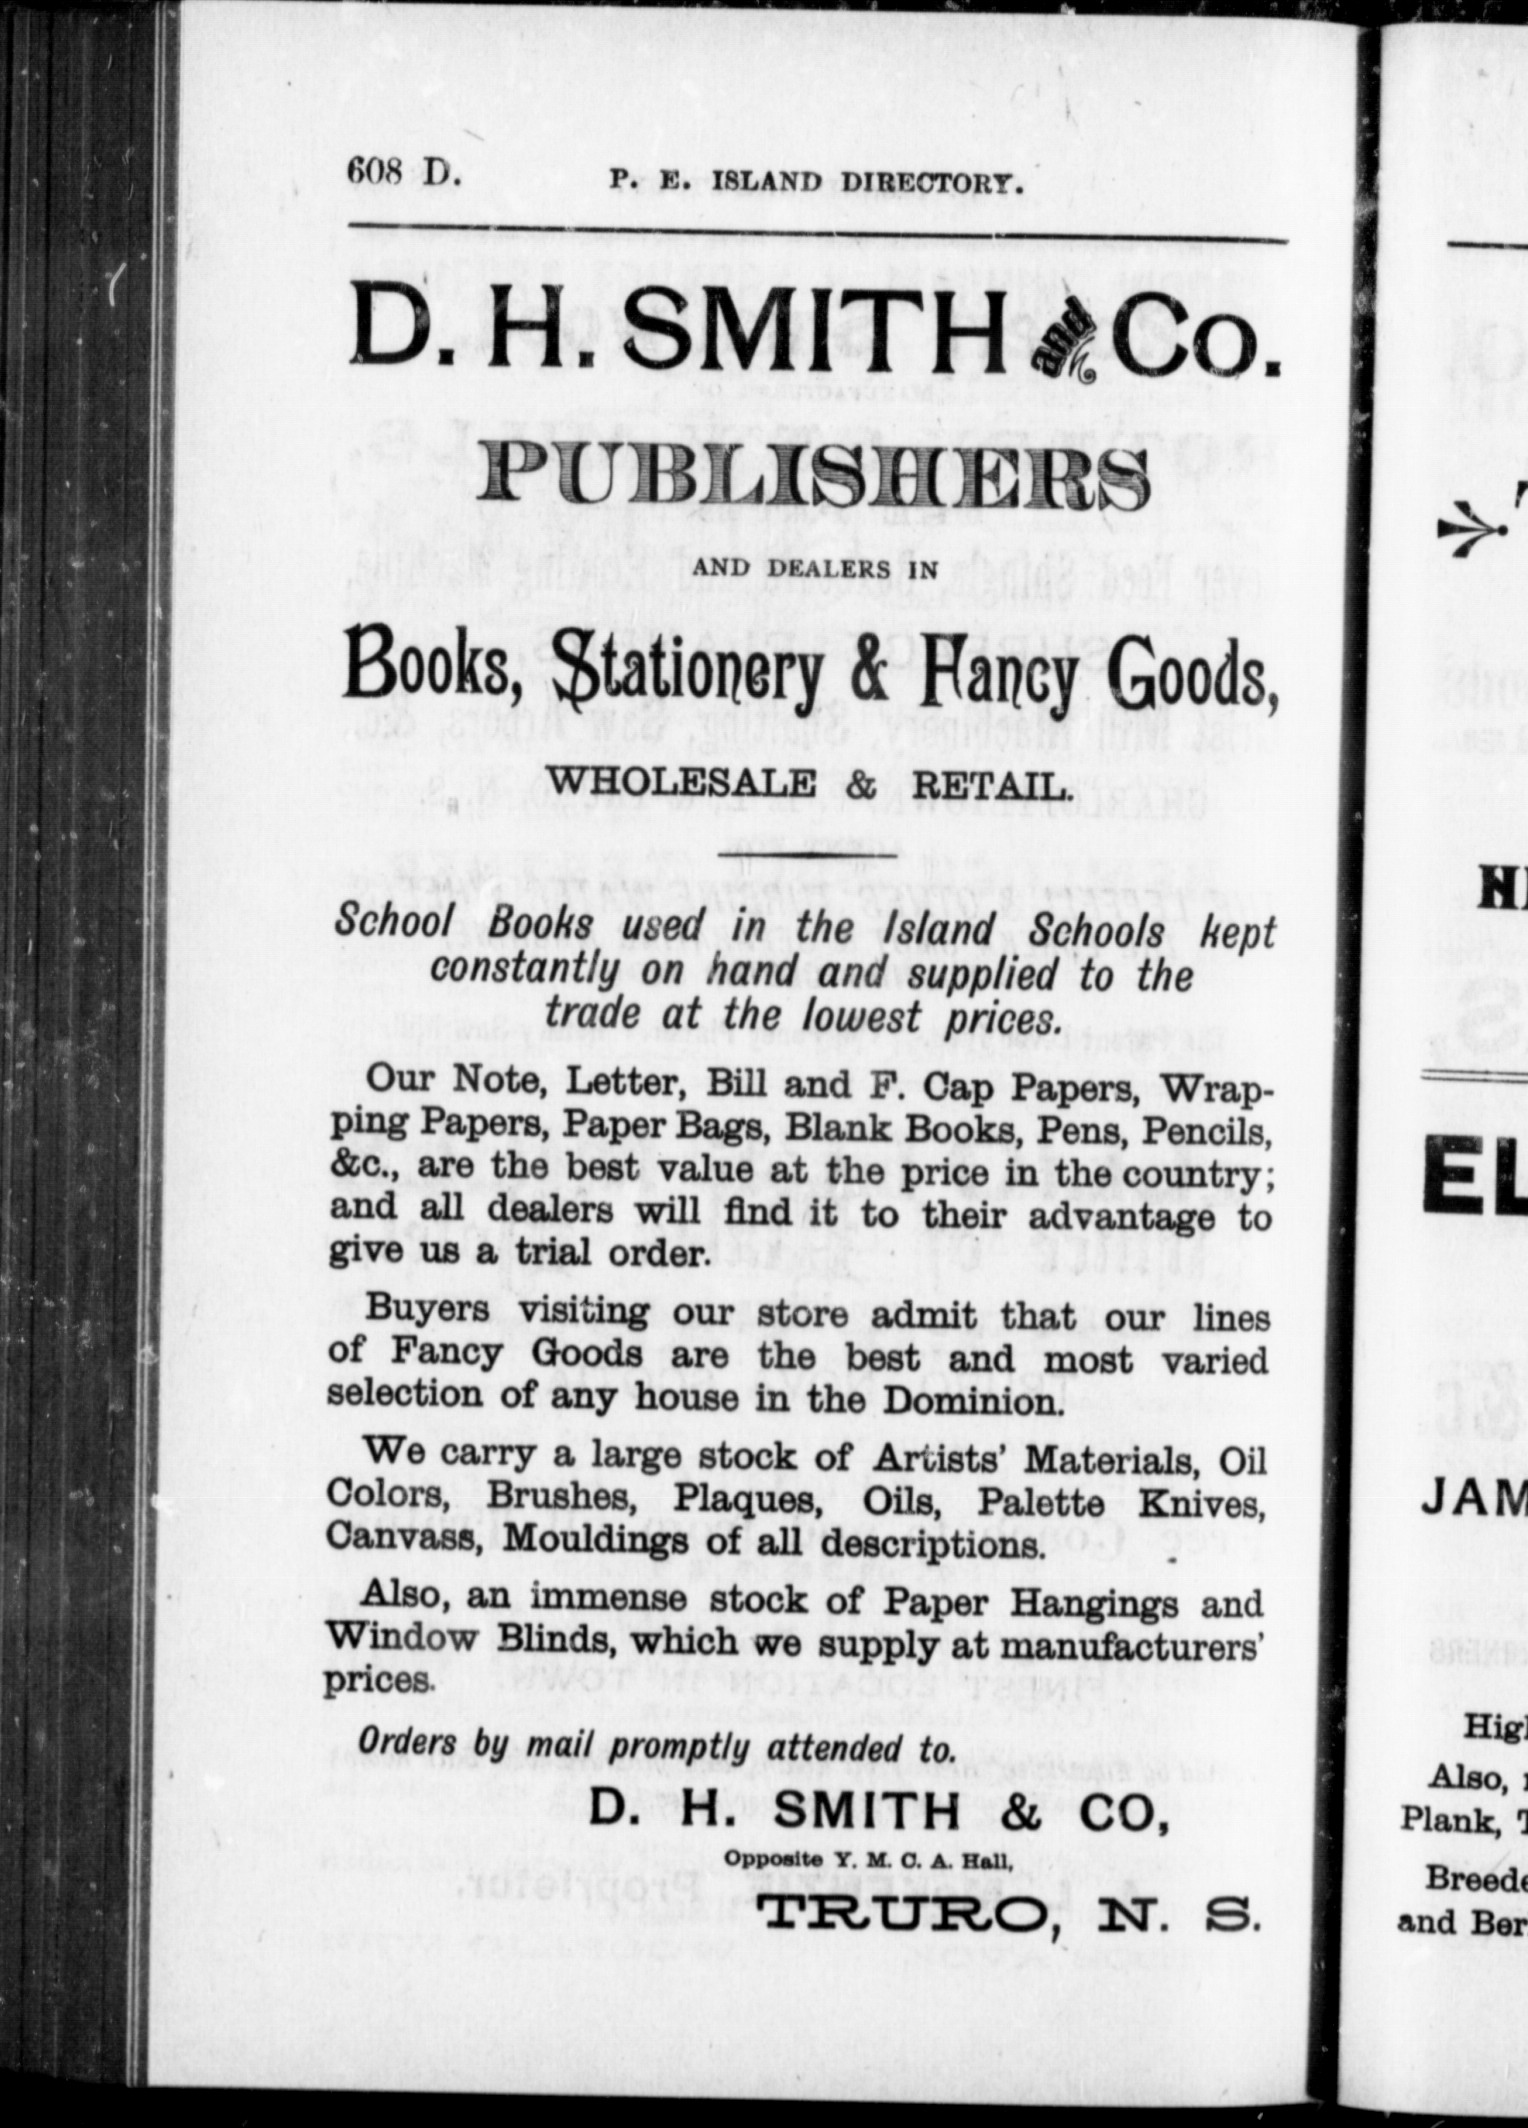 608 D. P. E. ISLAND DIRECTORY.
D. H. SMITH and Co.
PUBLISHERS
AND DEALERS IN
Books, Stationery & Fancy Goods,
WHOLESALE & RETAIL.
School Books used in the Island Schools kept
constantly on hand and supplied to the
trade at the lowest prices.
Our Note, Letter, Bill and F. Cap Papers, Wrap-
ping Papers, Paper Bags, Blank Books, Pens, Pencils,
&c., are the best value at the price in the country;
and all dealers will find it to their advantage to
give us a trial order.
Buyers visiting our store admit that our lines
of Fancy Goods are the best and most varied
selection of any house in the Dominion.
We carry a large stock of Artists' Materials, Oil
Colors, Brushes, Plaques, Oils, Palette Knives,
Canvass, Mouldings of all descriptions.
Also, an immense stock of Paper Hangings and
Window Blinds, which we supply at manufacturers'
prices.
Orders by mail promptly attended to.
D. H. SMITH & CO,
Opposite Y. M. C. A. Hall,
TRURO, N. S.
EL
JAM
High
Also,
Plank,
Breede
and Ber